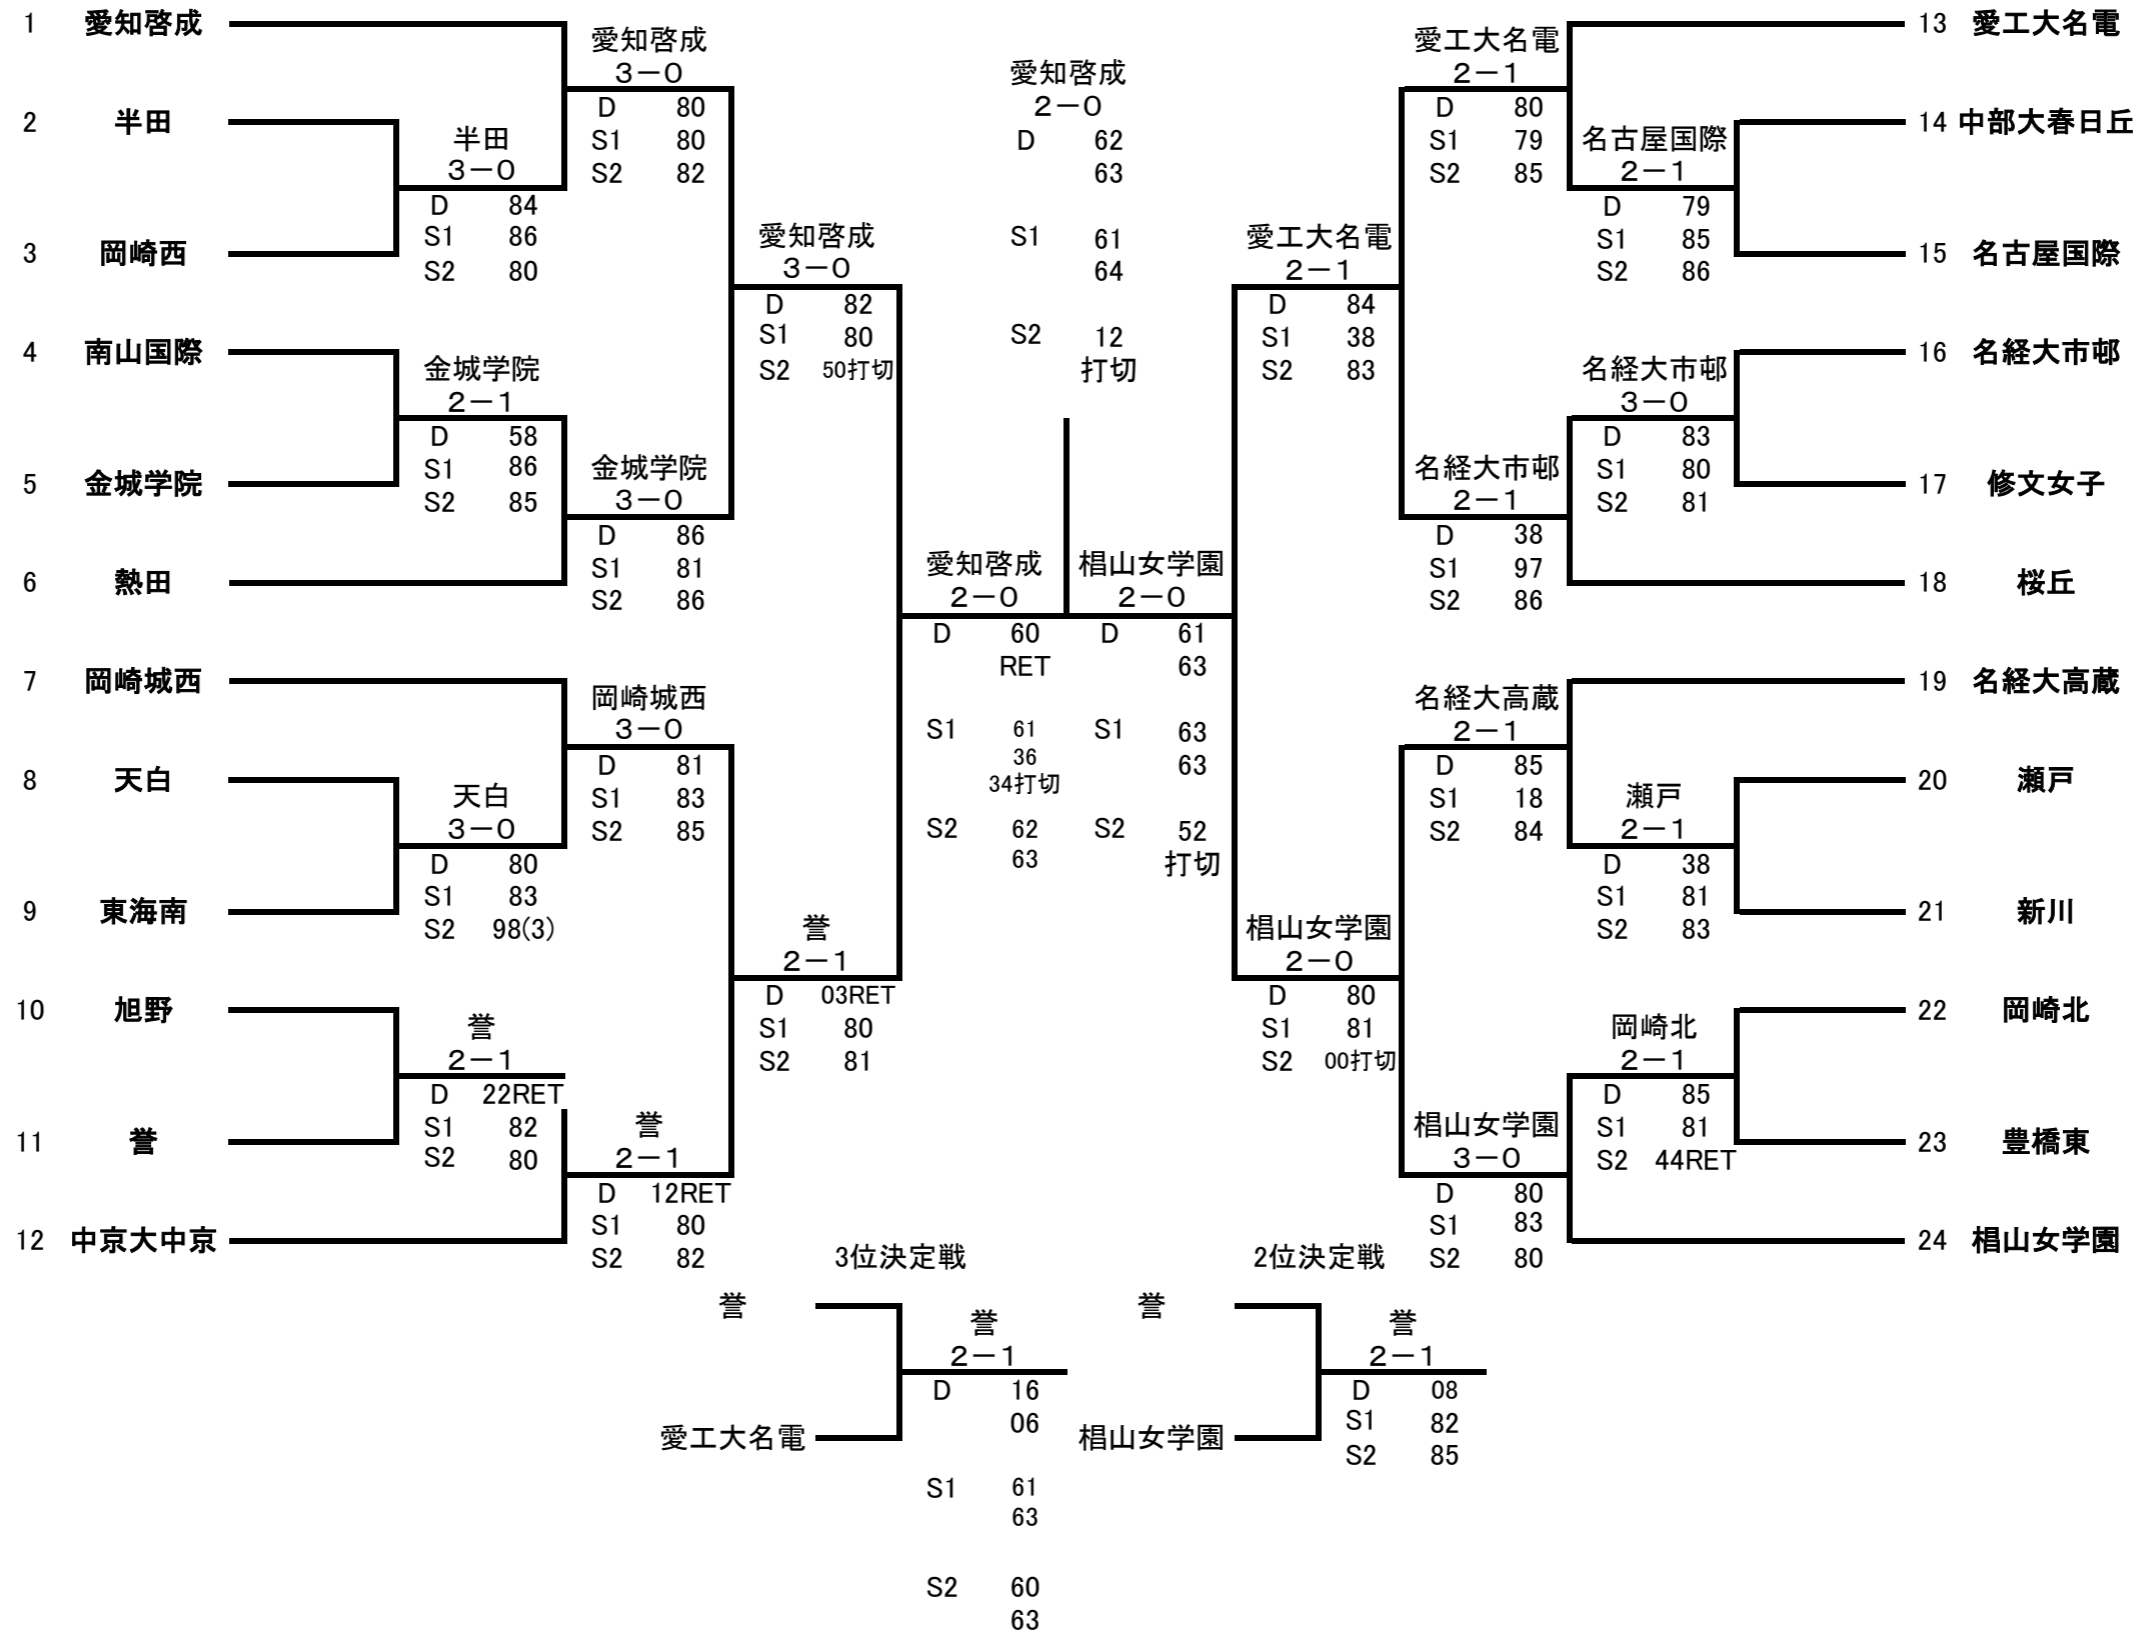 1 愛知啓成
2 半田
3 岡崎西
4 南山国際
5 金城学院
6 熱田
7 岡崎城西
8 天白
9 東海南
10 旭野
11 誉
12 中京大中京
半田
3－0
D 84
S1 86
S2 80
金城学院
2－1
D 58
S1 86
S2 85
天白
3－0
D 80
S1 83
S2 98(3)
誉
2－1
D 22RET
S1 82
S2 80
愛知啓成
3－0
D 80
S1 80
S2 82
金城学院
3－0
D 86
S1 81
S2 86
岡崎城西
3－0
D 81
S1 83
S2 85
誉
2－1
D 12RET
S1 80
S2 82
愛知啓成
3－0
D 82
S1 80
S2 50打切
誉
2－1
D 03RET
S1 80
S2 81
愛知啓成
2－0
D 60
RET
S1 61
36
34打切
S2 62
63
愛知啓成
2－0
D 62
63
S1 61
64
S2 12
打切
椙山女学園
2－0
D 61
63
S1 63
63
S2 52
打切
愛工大名電
2－1
D 84
S1 38
S2 83
椙山女学園
2－0
D 80
S1 81
S2 00打切
愛工大名電
2－1
D 80
S1 79
S2 85
名経大市邨
2－1
D 38
S1 97
S2 86
名経大高蔵
2－1
D 85
S1 18
S2 84
椙山女学園
3－0
D 80
S1 83
S2 80
名古屋国際
2－1
D 79
S1 85
S2 86
名経大市邨
3－0
D 83
S1 80
S2 81
瀬戸
2－1
D 38
S1 81
S2 83
岡崎北
2－1
D 85
S1 81
S2 44RET
13 愛工大名電
14 中部大春日丘
15 名古屋国際
16 名経大市邨
17 修文女子
18 桜丘
19 名経大高蔵
20 瀬戸
21 新川
22 岡崎北
23 豊橋東
24 椙山女学園
3位決定戦
誉
愛工大名電
誉
2－1
D 16
06
S1 61
63
S2 60
63
2位決定戦
誉
椙山女学園
誉
2－1
D 08
S1 82
S2 85